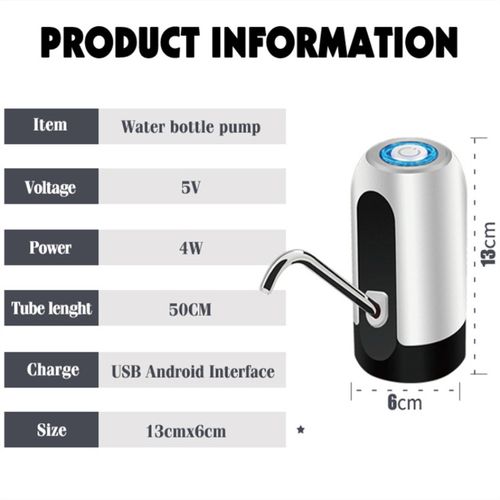 PRODUCT INFORMATION
Item Water bottle pump
Voltage 5V
Power 4W
Tube lenght 50CM
Charge USB Android Interface
Size 13cmx6cm
13cm
6cm